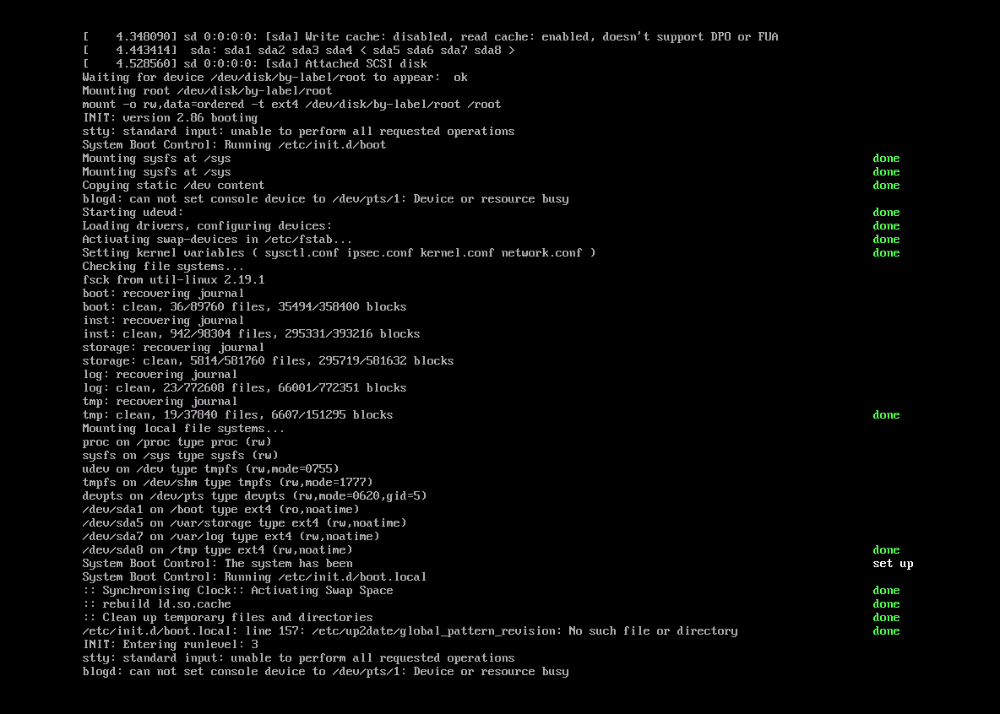 [    4.348090] sd 0:0:0:0: [sda] Write cache: disabled, read cache: enabled, doesn't support DPO or FUA
[    4.443414]  sda: sda1 sda2 sda3 sda4 < sda5 sda6 sda7 sda8 >
[    4.528560] sd 0:0:0:0: [sda] Attached SCSI disk
Waiting for device /dev/disk/by-label/root to appear:  ok
Mounting root /dev/disk/by-label/root
mount -o rw,data=ordered -t ext4 /dev/disk/by-label/root /root
INIT: version 2.86 booting
stty: standard input: unable to perform all requested operations
System Boot Control: Running /etc/init.d/boot
Mounting sysfs at /sys done
Mounting sysfs at /sys done
Copying static /dev content done
blogd: can not set console device to /dev/pts/1: Device or resource busy
Starting udevd: done
Loading drivers, configuring devices: done
Activating swap-devices in /etc/fstab... done
Setting kernel variables ( sysctl.conf ipsec.conf kernel.conf network.conf ) done
Checking file systems...
fsck from util-linux 2.19.1
boot: recovering journal
boot: clean, 36/89760 files, 35494/358400 blocks
inst: recovering journal
inst: clean, 942/98304 files, 295331/393216 blocks
storage: recovering journal
storage: clean, 5814/581760 files, 295719/581632 blocks
log: recovering journal
log: clean, 23/772608 files, 66001/772351 blocks
tmp: recovering journal
tmp: clean, 19/37840 files, 6607/151295 blocks done
Mounting local file systems...
proc on /proc type proc (rw)
sysfs on /sys type sysfs (rw)
udev on /dev type tmpfs (rw,mode=0755)
tmpfs on /dev/shm type tmpfs (rw,mode=1777)
devpts on /dev/pts type devpts (rw,mode=0620,gid=5)
/dev/sda1 on /boot type ext4 (ro,noatime)
/dev/sda5 on /var/storage type ext4 (rw,noatime)
/dev/sda7 on /var/log type ext4 (rw,noatime)
/dev/sda8 on /tmp type ext4 (rw,noatime) done
System Boot Control: The system has been set up
System Boot Control: Running /etc/init.d/boot.local
:: Synchronising Clock:: Activating Swap Space done
:: rebuild ld.so.cache done
:: Clean up temporary files and directories done
/etc/init.d/boot.local: line 157: /etc/up2date/global_pattern_revision: No such file or directory done
INIT: Entering runlevel: 3
stty: standard input: unable to perform all requested operations
blogd: can not set console device to /dev/pts/1: Device or resource busy